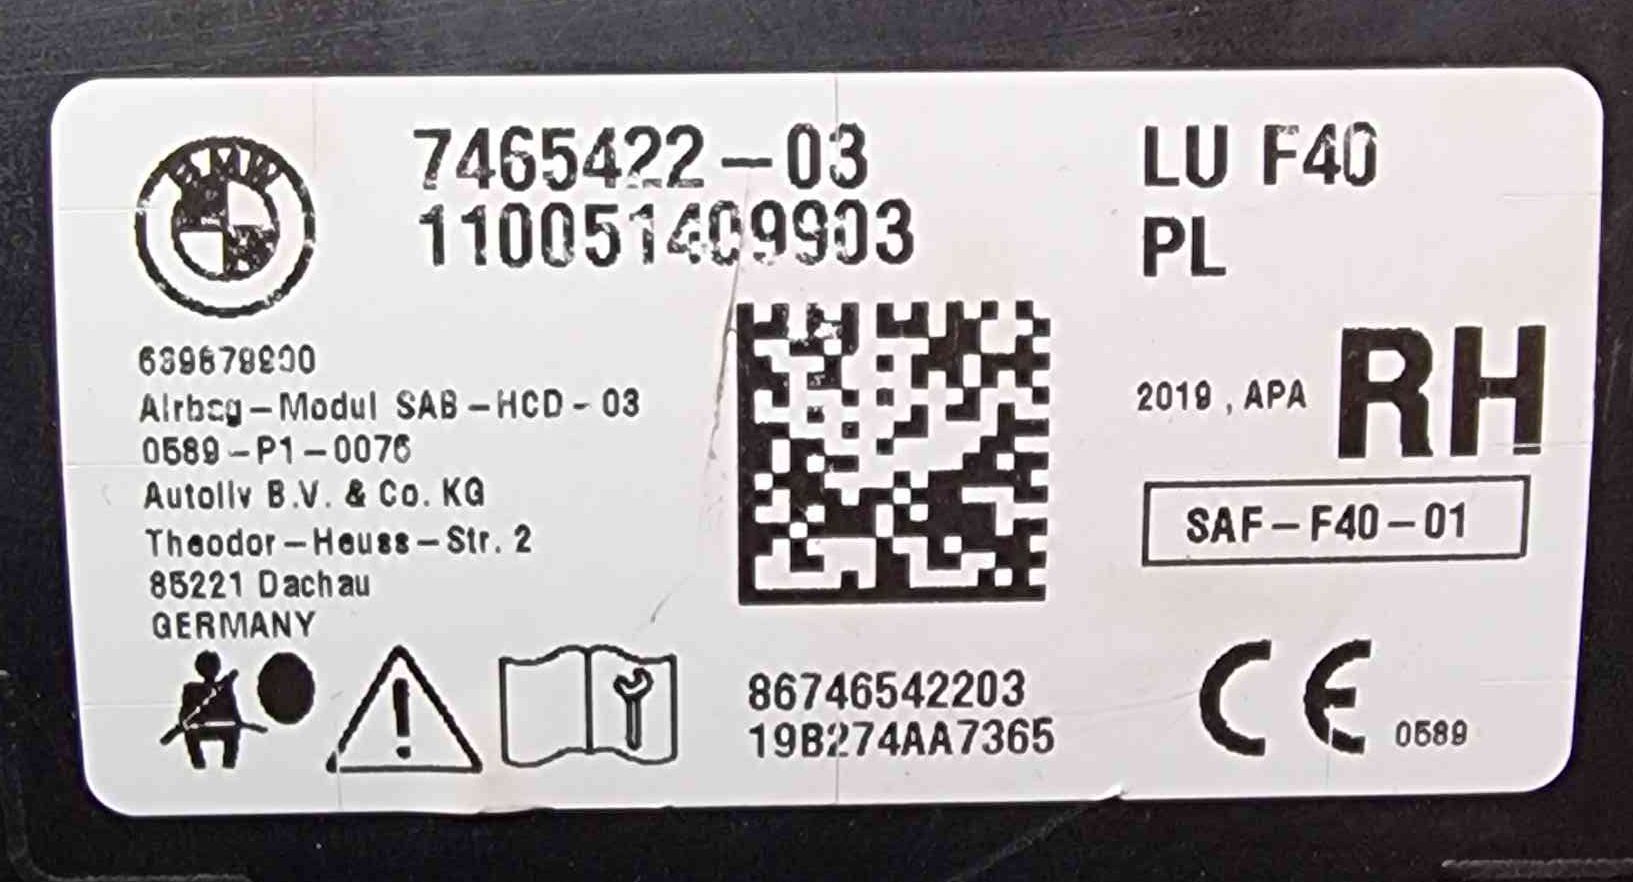 BMW
7465422-03
110051409903
LU F40
PL
639678900
Airbag-Modul SAB-HCD-03
0589-P1-0076
Autoliv B.V. & Co. KG
Theodor-Heuss-Str. 2
85221 Dachau
GERMANY
2019, APA
RH
SAF-F40-01
86746542203
19B274AA7365
CE 0589